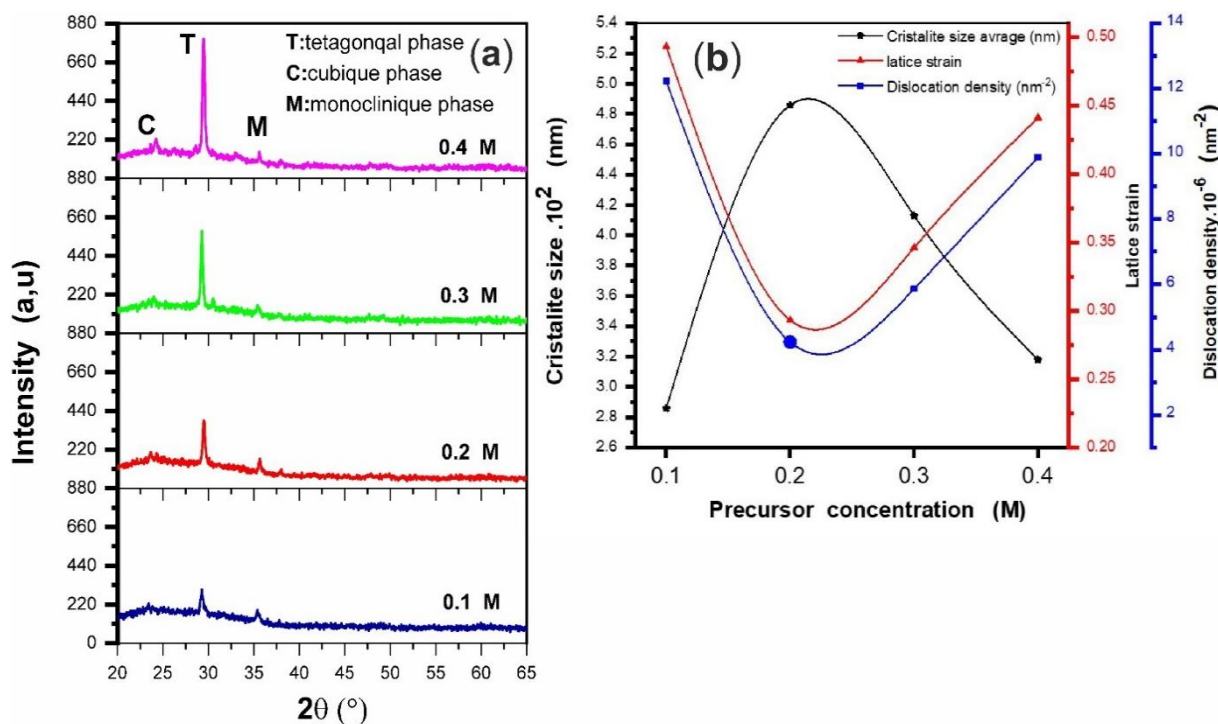 (a)
T
T:tetagonqal phase
C:cubique phase
M:monoclinique phase
C
M
0.4 M
0.3 M
0.2 M
0.1 M
880
660
440
220
880
660
440
220
880
660
440
220
880
660
440
220
0
20 25 30 35 40 45 50 55 60 65
Intensity (a,u)
2θ (°)
(b)
Cristalite size avrage (nm)
latice strain
Dislocation density (nm-2)
5.4
5.2
5.0
4.8
4.6
4.4
4.2
4.0
3.8
3.6
3.4
3.2
3.0
2.8
2.6
Cristalite size .102 (nm)
0.1 0.2 0.3 0.4
Precursor concentration (M)
0.50
0.45
0.40
0.35
0.30
0.25
0.20
Latice strain
14
12
10
8
6
4
2
Dislocation density.10-6 (nm-2)